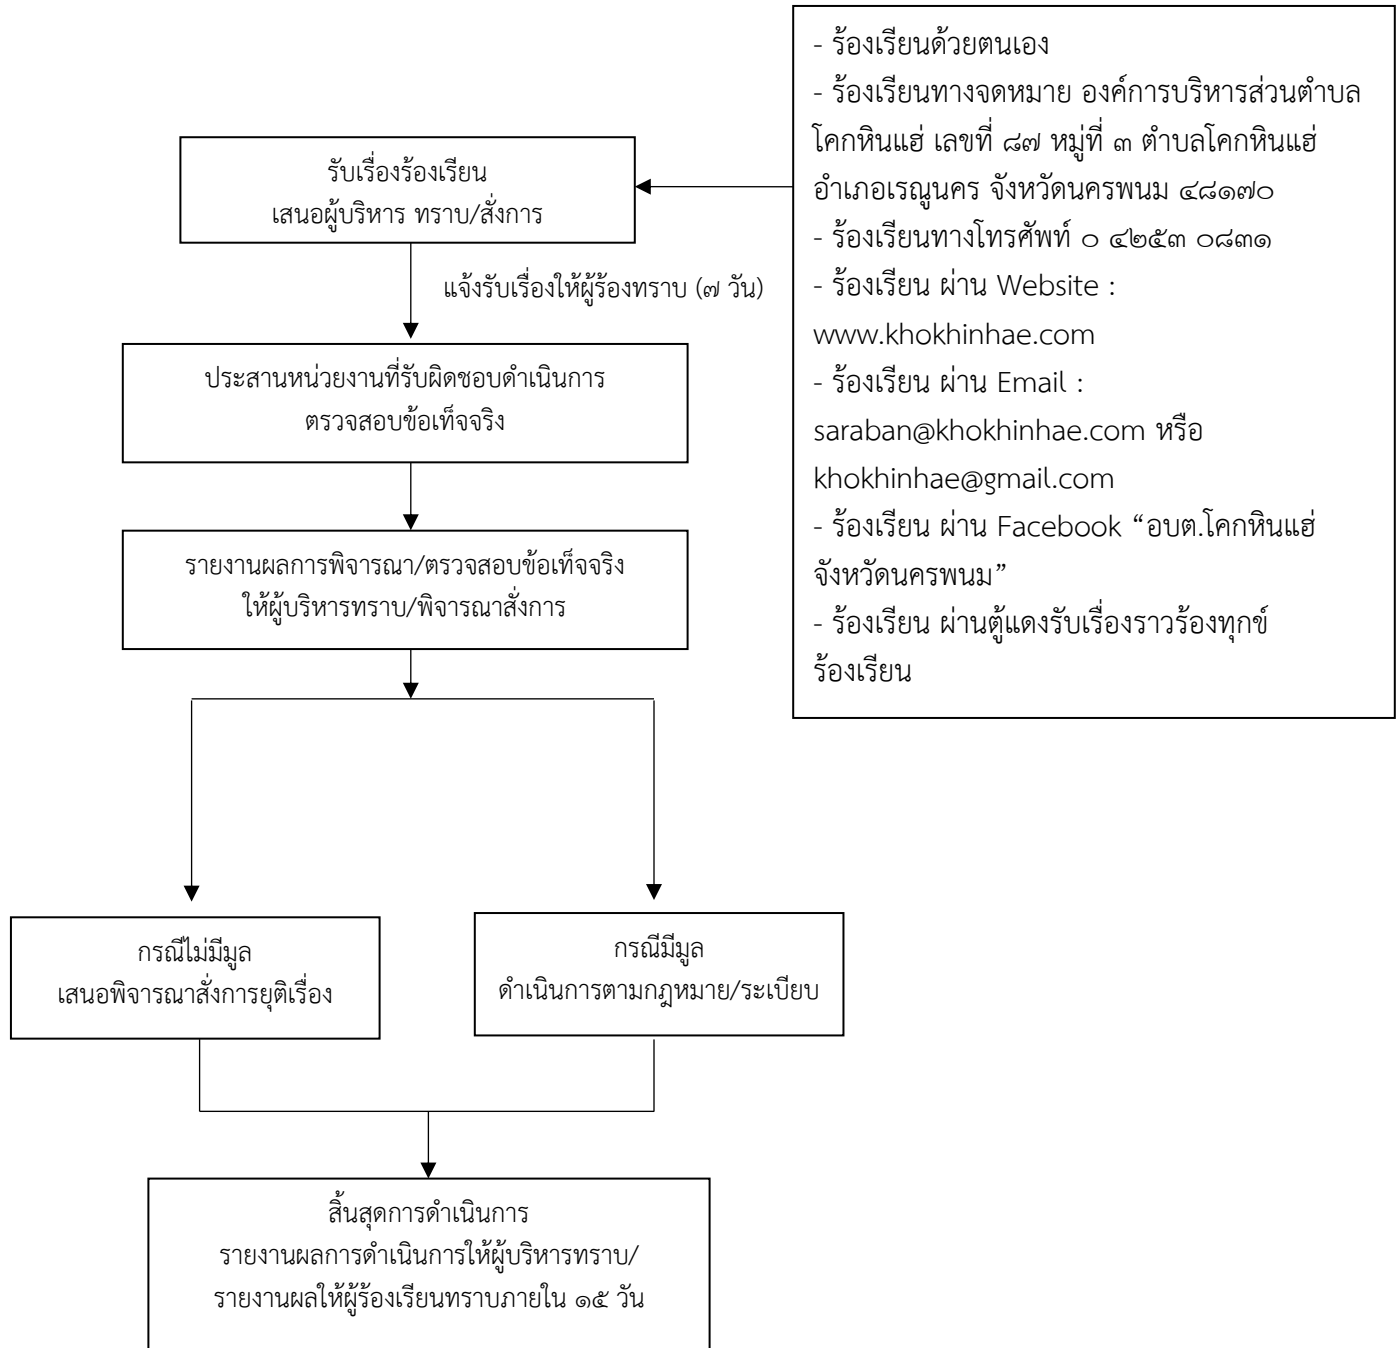 - ร้องเรียนด้วยตนเอง
- ร้องเรียนทางจดหมาย องค์การบริหารส่วนตำบล
โคกหินแฮ่ เลขที่ ๘๗ หมู่ที่ ๓ ตำบลโคกหินแฮ่
อำเภอเรณูนคร จังหวัดนครพนม ๔๘๑๗๐
- ร้องเรียนทางโทรศัพท์ ๐ ๔๒๕๓ ๐๘๓๑
- ร้องเรียน ผ่าน Website :
www.khokhinhae.com
- ร้องเรียน ผ่าน Email :
saraban@khokhinhae.com หรือ
khokhinhae@gmail.com
- ร้องเรียน ผ่าน Facebook “อบต.โคกหินแฮ่
จังหวัดนครพนม”
- ร้องเรียน ผ่านตู้แดงรับเรื่องราวร้องทุกข์
ร้องเรียน
รับเรื่องร้องเรียน
เสนอผู้บริหาร ทราบ/สั่งการ
แจ้งรับเรื่องให้ผู้ร้องทราบ (๗ วัน)
ประสานหน่วยงานที่รับผิดชอบดำเนินการ
ตรวจสอบข้อเท็จจริง
รายงานผลการพิจารณา/ตรวจสอบข้อเท็จจริง
ให้ผู้บริหารทราบ/พิจารณาสั่งการ
กรณีไม่มีมูล
เสนอพิจารณาสั่งการยุติเรื่อง
กรณีมีมูล
ดำเนินการตามกฎหมาย/ระเบียบ
สิ้นสุดการดำเนินการ
รายงานผลการดำเนินการให้ผู้บริหารทราบ/
รายงานผลให้ผู้ร้องเรียนทราบภายใน ๑๕ วัน